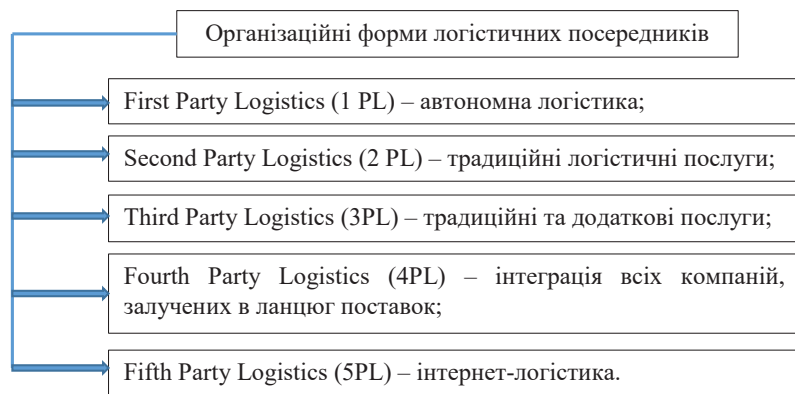 Організаційні форми логістичних посередників
First Party Logistics (1 PL) – автономна логістика;
Second Party Logistics (2 PL) – традиційні логістичні послуги;
Third Party Logistics (3PL) – традиційні та додаткові послуги;
Fourth Party Logistics (4PL) – інтеграція всіх компаній,
залучених в ланцюг поставок;
Fifth Party Logistics (5PL) – інтернет-логістика.